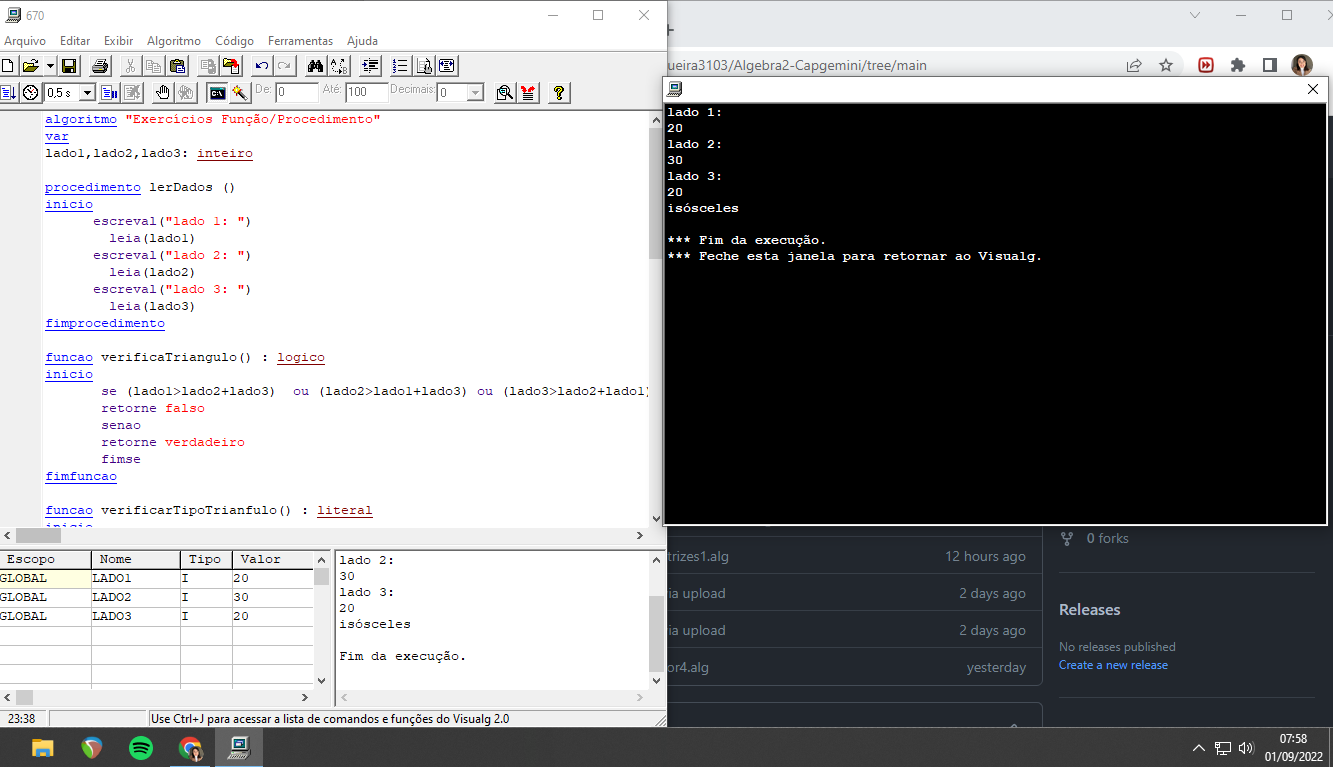 670
Arquivo Editar Exibir Algoritmo Código Ferramentas Ajuda
0,5 s De: 0 Até: 100 Decimais: 0
algoritmo "Exercícios Função/Procedimento"
var
lado1,lado2,lado3: inteiro
procedimento lerDados ()
inicio
escreval("lado 1: ")
leia(lado1)
escreval("lado 2: ")
leia(lado2)
escreval("lado 3: ")
leia(lado3)
fimprocedimento
funcao verificaTriangulo() : logico
inicio
se (lado1>lado2+lado3) ou (lado2>lado1+lado3) ou (lado3>lado2+lado1)
retorne falso
senao
retorne verdadeiro
fimse
fimfuncao
funcao verificarTipoTrianfulo() : literal
inicio
Escopo Nome Tipo Valor
GLOBAL LADO1 I 20
GLOBAL LADO2 I 30
GLOBAL LADO3 I 20
lado 2:
30
lado 3:
20
isósceles
Fim da execução.
23:38 Use Ctrl+J para acessar a lista de comandos e funções do Visualg 2.0
ueira3103/Algebra2-Capgemini/tree/main
lado 1:
20
lado 2:
30
lado 3:
20
isósceles
*** Fim da execução.
*** Feche esta janela para retornar ao Visualg.
0 forks
trizes1.alg 12 hours ago
ia upload 2 days ago
ia upload 2 days ago
or4.alg yesterday
Releases
No releases published
Create a new release
07:58
01/09/2022